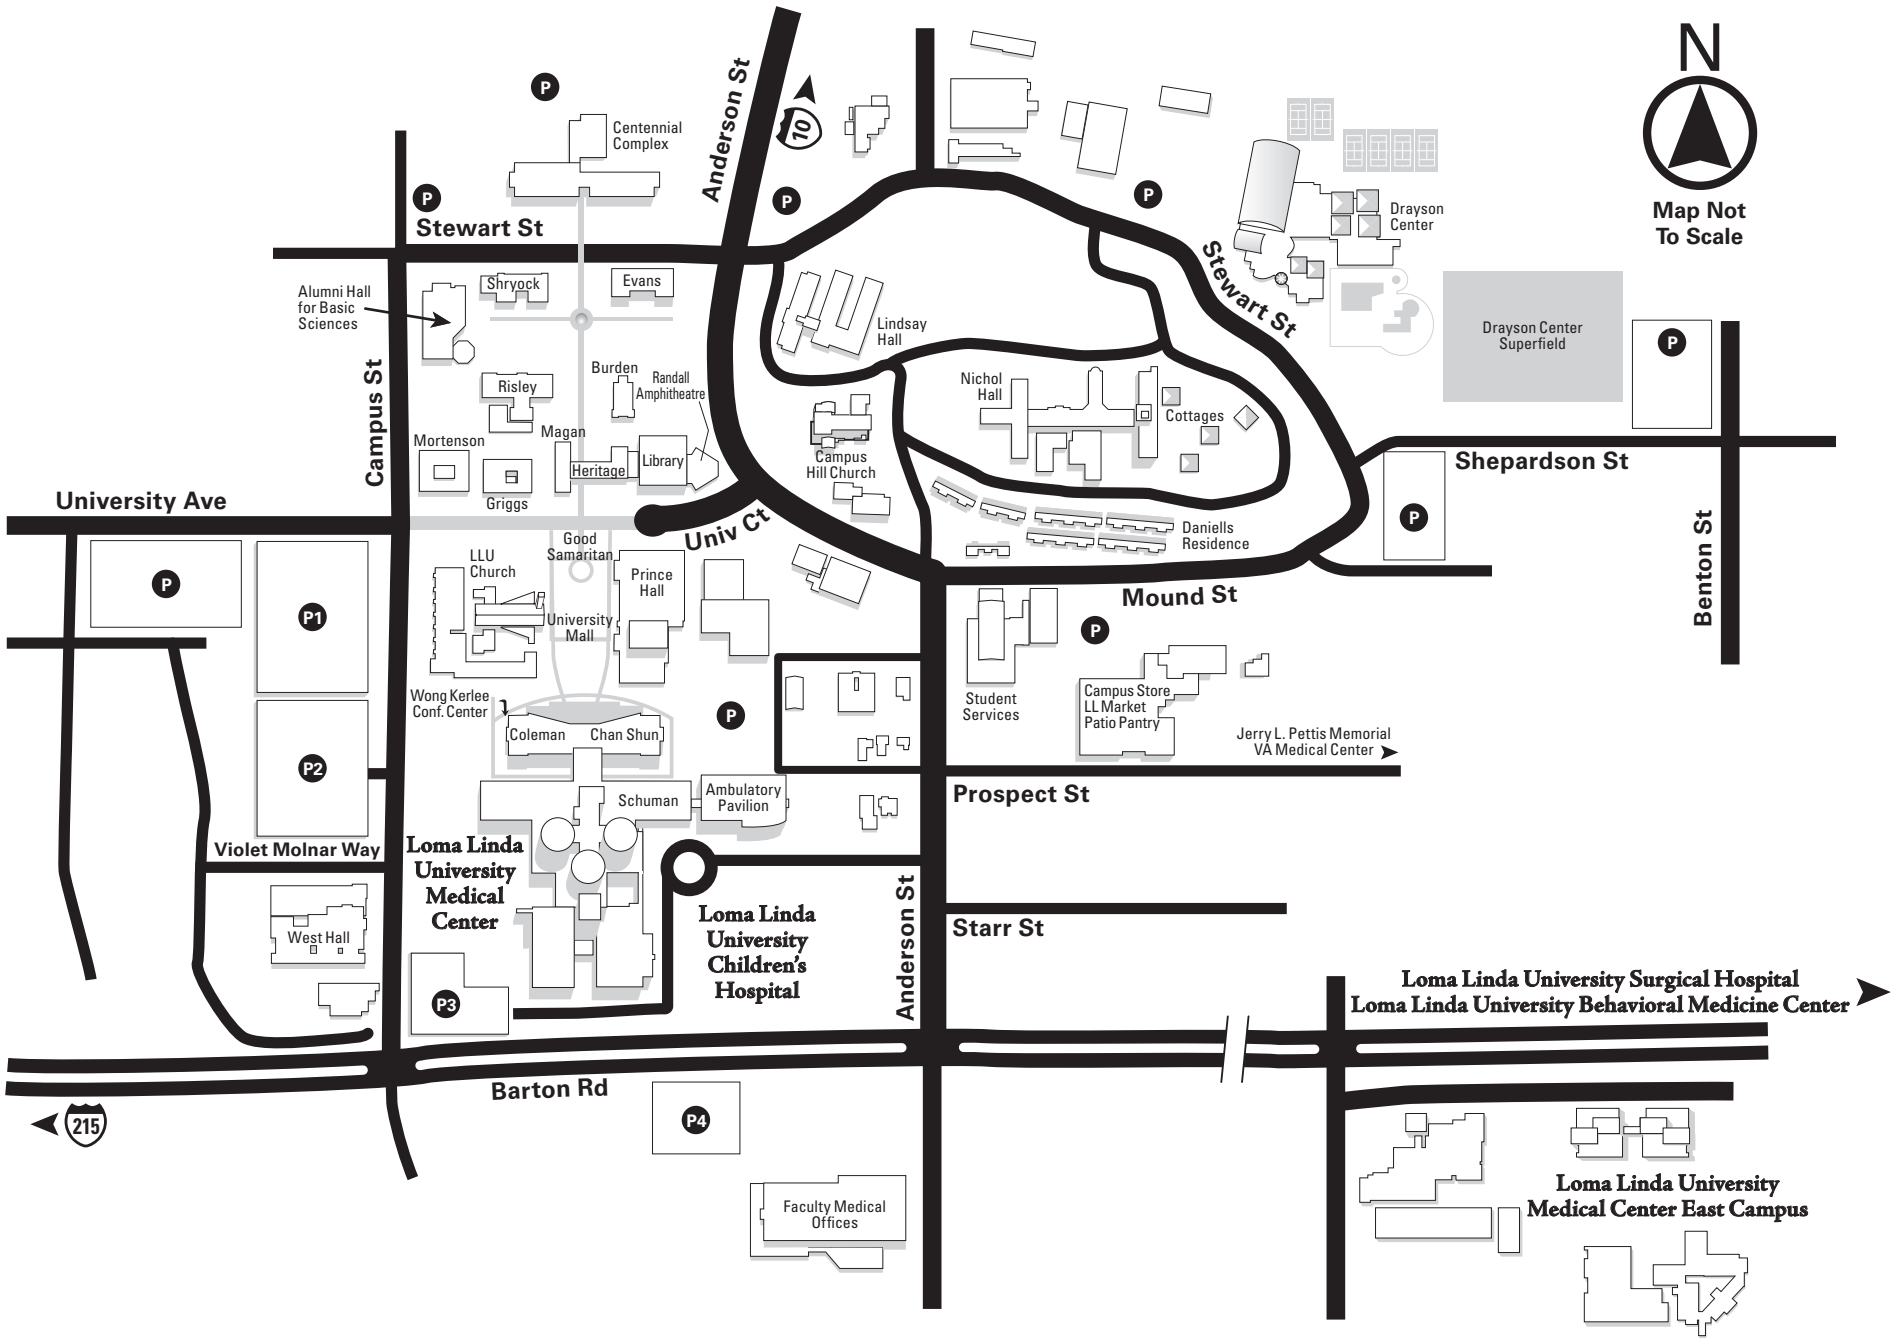 N
Map Not
To Scale
Anderson St
10
P
Centennial
Complex
P
Stewart St
P
P
Drayson
Center
Stewart St
Alumni Hall
for Basic
Sciences
Shryock
Evans
Lindsay
Hall
Drayson Center
Superfield
P
Campus St
Risley
Burden
Randall
Amphitheatre
Nichol
Hall
Cottages
Mortenson
Magan
Heritage
Library
Griggs
Campus
Hill Church
Shepardson St
University Ave
Univ Ct
Daniells
Residence
P
Benton St
Good
Samaritan
LLU
Church
Prince
Hall
University
Mall
P
P1
Mound St
P
Wong Kerlee
Conf. Center
Coleman
Chan Shun
P
Student
Services
Campus Store
LL Market
Patio Pantry
Jerry L. Pettis Memorial
VA Medical Center
P2
Schuman
Ambulatory
Pavilion
Prospect St
Violet Molnar Way
Loma Linda
University
Medical
Center
West Hall
Loma Linda
University
Children's
Hospital
Anderson St
Starr St
P3
Loma Linda University Surgical Hospital
Loma Linda University Behavioral Medicine Center
Barton Rd
215
P4
Faculty Medical
Offices
Loma Linda University
Medical Center East Campus